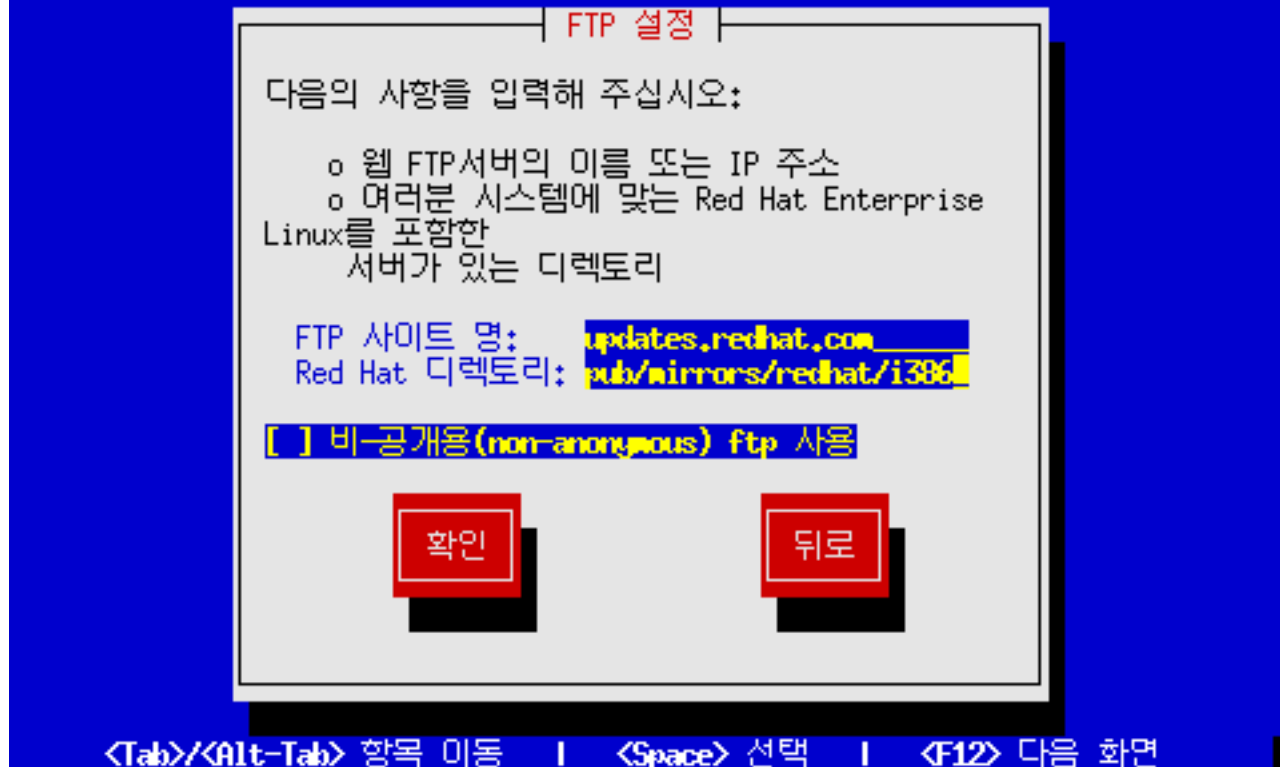 FTP 설정
다음의 사항을 입력해 주십시오:
o 웹 FTP서버의 이름 또는 IP 주소
o 여러분 시스템에 맞는 Red Hat Enterprise
Linux를 포함한
서버가 있는 디렉토리
FTP 사이트 명: updates.redhat.com______
Red Hat 디렉토리: pub/mirrors/redhat/i386_
[ ] 비-공개용(non-anonymous) ftp 사용
확인 뒤로
<Tab>/<Alt-Tab> 항목 이동 | <Space> 선택 | <F12> 다음 화면